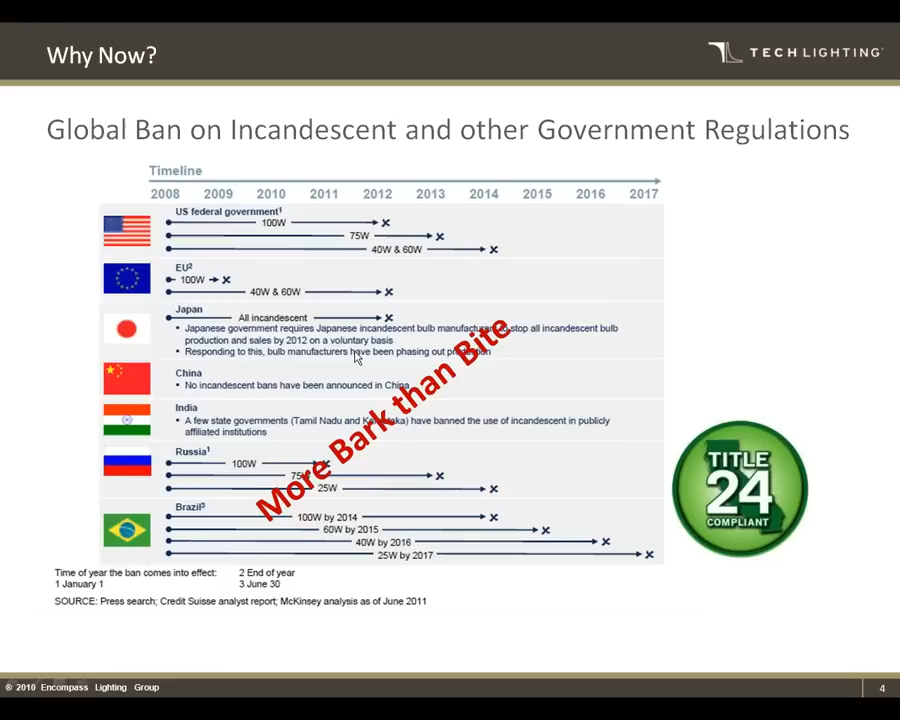 Why Now?
TECH LIGHTING
Global Ban on Incandescent and other Government Regulations
Timeline
2008 2009 2010 2011 2012 2013 2014 2015 2016 2017
US federal government1
100W
75W
40W & 60W
EU2
100W
40W & 60W
Japan
All incandescent
• Japanese government requires Japanese incandescent bulb manufacturers to stop all incandescent bulb
production and sales by 2012 on a voluntary basis
• Responding to this, bulb manufacturers have been phasing out production
China
• No incandescent bans have been announced in China
India
• A few state governments (Tamil Nadu and Karnataka) have banned the use of incandescent in publicly
affiliated institutions
Russia1
100W
75W
25W
Brazil3
100W by 2014
60W by 2015
40W by 2016
25W by 2017
More Bark than Bite
TITLE
24
COMPLIANT
Time of year the ban comes into effect: 2 End of year
1 January 1 3 June 30
SOURCE: Press search; Credit Suisse analyst report; McKinsey analysis as of June 2011
® 2010 Encompass Lighting Group
4